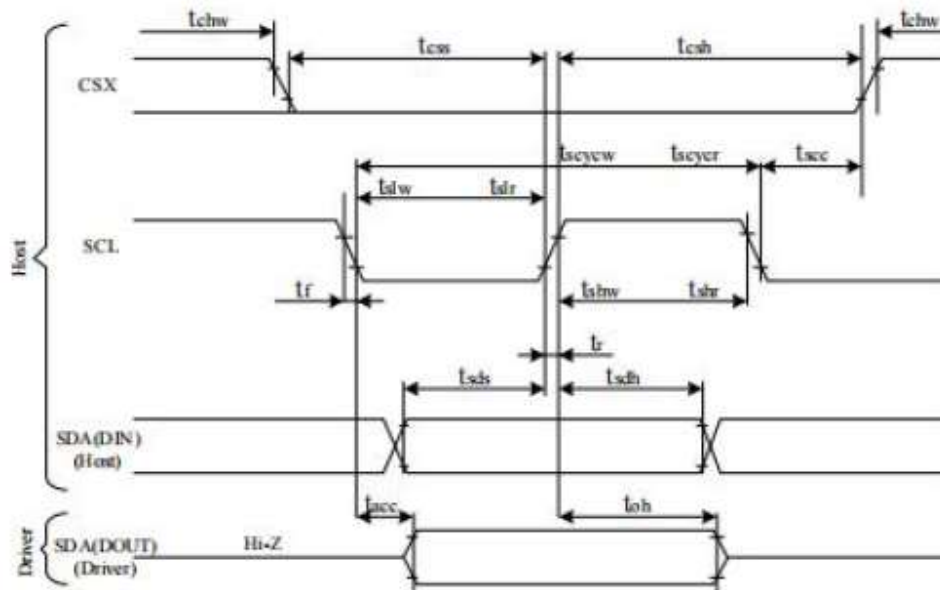 tchw
tchw
tcss
tcsh
CSX
tscycw
tscycr
tscc
tslw
tslr
SCL
Host
tf
tshw
tshr
tr
tsds
tsdh
SDA(DIN)
(Host)
tacc
toh
Driver
SDA(DOUT)
Hi-Z
(Driver)